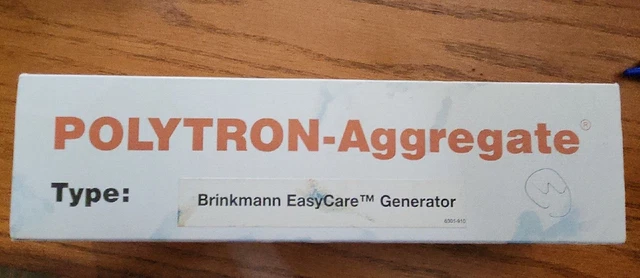 POLYTRON-Aggregate®
Type:
Brinkmann EasyCare™ Generator